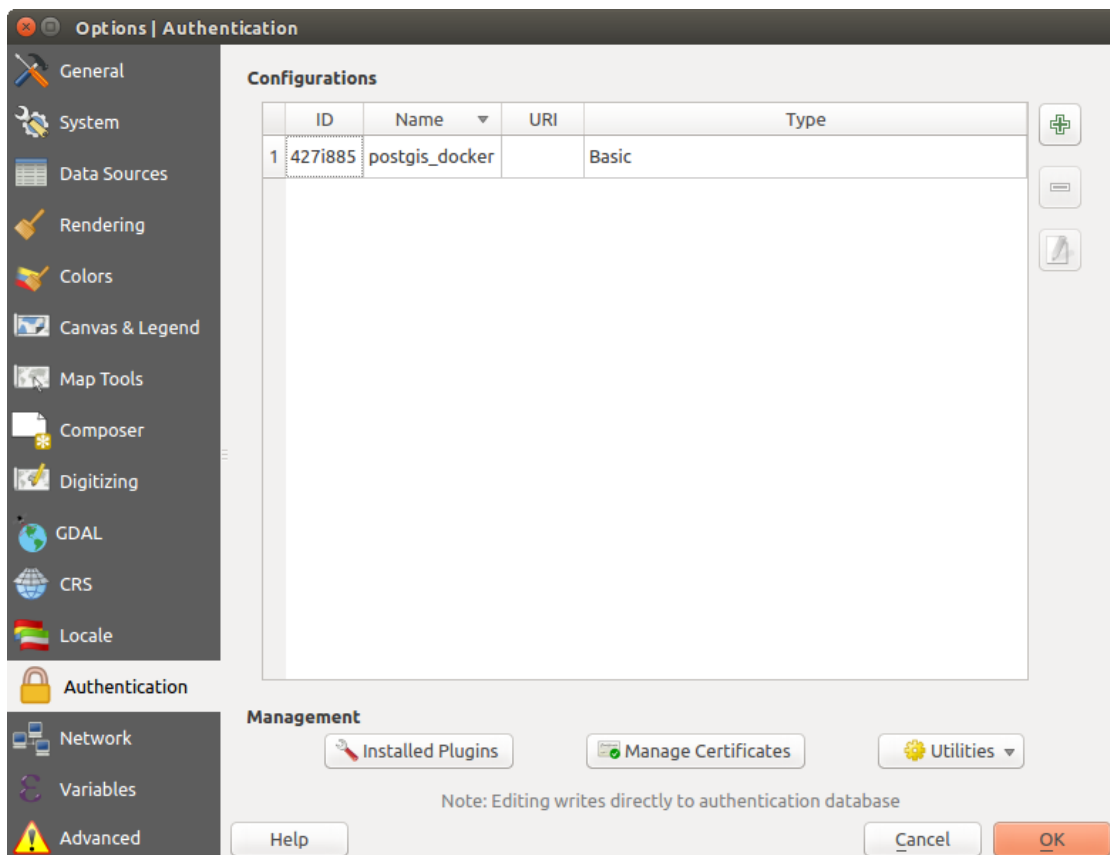 Options | Authentication
General
System
Data Sources
Rendering
Colors
Canvas & Legend
Map Tools
Composer
Digitizing
GDAL
CRS
Locale
Authentication
Network
Variables
Advanced
Configurations
ID Name URI Type
1 427i885 postgis_docker Basic
Management
Installed Plugins Manage Certificates Utilities
Note: Editing writes directly to authentication database
Help Cancel OK